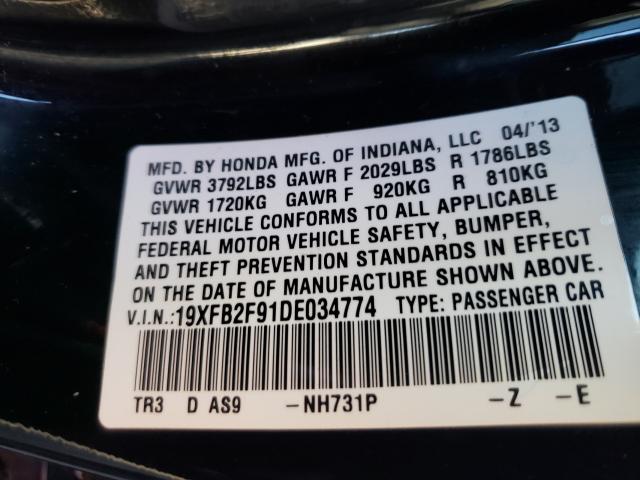 MFD. BY HONDA MFG. OF INDIANA, LLC 04/'13
GVWR 3792LBS GAWR F 2029LBS R 1786LBS
GVWR 1720KG GAWR F 920KG R 810KG
THIS VEHICLE CONFORMS TO ALL APPLICABLE
FEDERAL MOTOR VEHICLE SAFETY, BUMPER,
AND THEFT PREVENTION STANDARDS IN EFFECT
ON THE DATE OF MANUFACTURE SHOWN ABOVE.
V.I.N.:19XFB2F91DE034774 TYPE: PASSENGER CAR
TR3 D AS9 –NH731P –Z –E